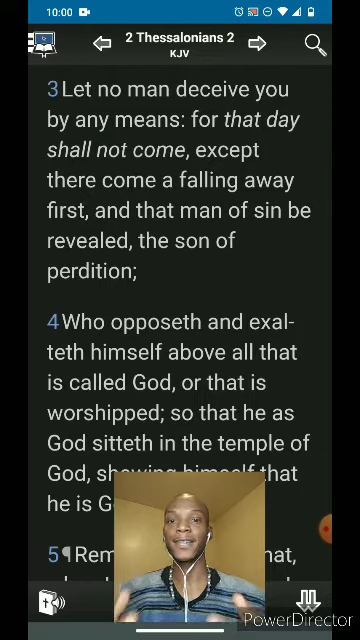 10:00
2 Thessalonians 2
KJV
3Let no man deceive you
by any means: for that day
shall not come, except
there come a falling away
first, and that man of sin be
revealed, the son of
perdition;
4Who opposeth and exal-
teth himself above all that
is called God, or that is
worshipped; so that he as
God sitteth in the temple of
God, shewing himself that
he is
5¶
PowerDirector